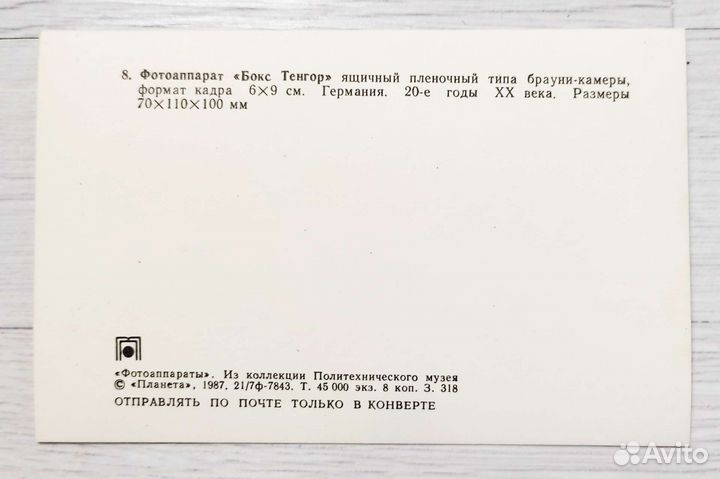 8. Фотоаппарат «Бокс Тенгор» ящичный пленочный типа брауни-камеры,
формат кадра 6×9 см. Германия. 20-е годы XX века. Размеры
70×110×100 мм
«Фотоаппараты». Из коллекции Политехнического музея
© «Планета», 1987. 21/7ф-7843. Т. 45 000 экз. 8 коп. З. 318
ОТПРАВЛЯТЬ ПО ПОЧТЕ ТОЛЬКО В КОНВЕРТЕ
Avito